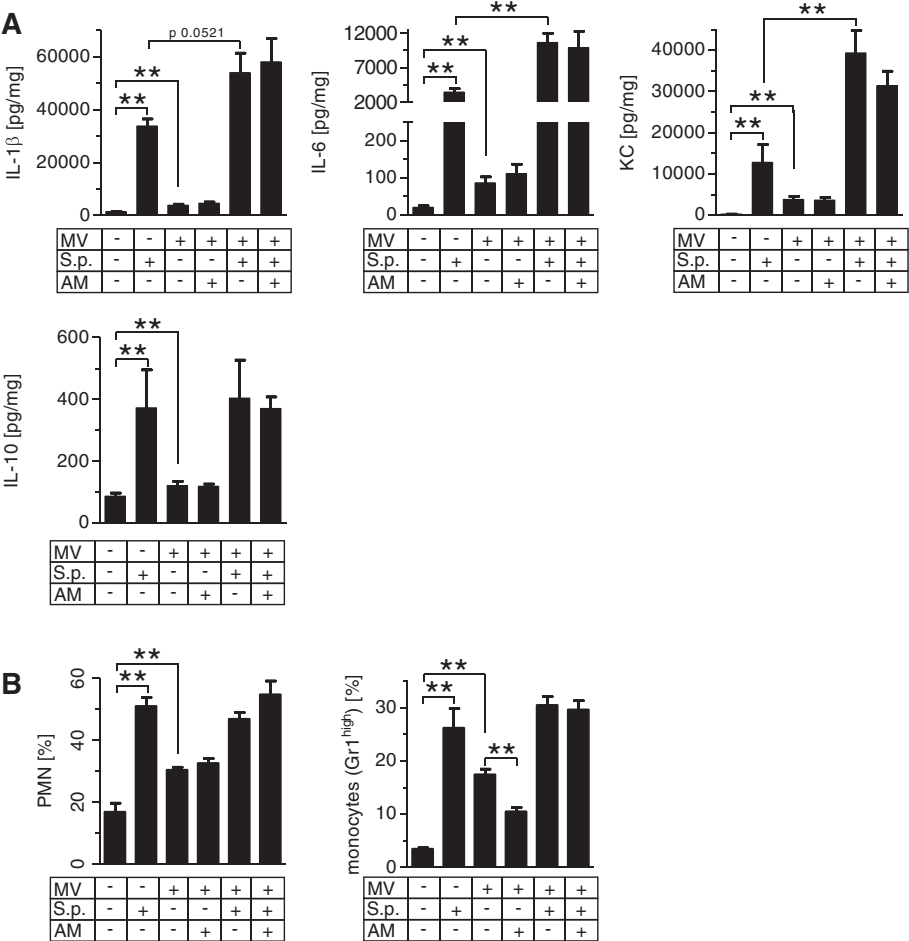 A
IL-1β [pg/mg]
60000
40000
20000
0
**
**
p 0.0521
MV - - + + + +
S.p. - + - - + +
AM - - - + - +
IL-6 [pg/mg]
12000
7000
2000
200
100
0
**
**
**
MV - - + + + +
S.p. - + - - + +
AM - - - + - +
KC [pg/mg]
40000
30000
20000
10000
0
**
**
**
MV - - + + + +
S.p. - + - - + +
AM - - - + - +
IL-10 [pg/mg]
600
400
200
0
**
**
MV - - + + + +
S.p. - + - - + +
AM - - - + - +
B
PMN [%]
60
40
20
0
**
**
MV - - + + + +
S.p. - + - - + +
AM - - - + - +
monocytes (Gr1high) [%]
30
20
10
0
**
**
**
MV - - + + + +
S.p. - + - - + +
AM - - - + - +